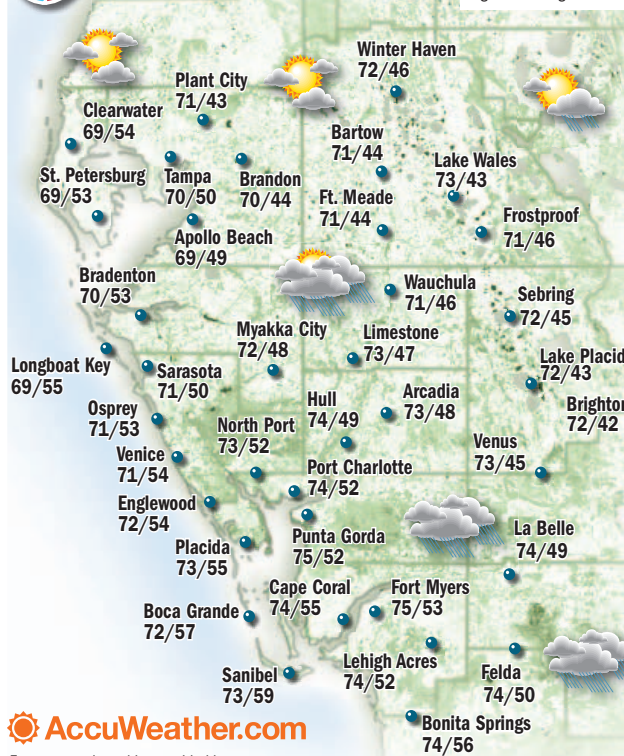 Winter Haven
72/46
Plant City
71/43
Clearwater
69/54
Bartow
71/44
Lake Wales
73/43
St. Petersburg
69/53
Tampa
70/50
Brandon
70/44
Ft. Meade
71/44
Frostproof
71/46
Apollo Beach
69/49
Bradenton
70/53
Wauchula
71/46
Sebring
72/45
Myakka City
72/48
Limestone
73/47
Longboat Key
69/55
Sarasota
71/50
Lake Placid
72/43
Hull
74/49
Arcadia
73/48
Brighton
72/42
Osprey
71/53
North Port
73/52
Venus
73/45
Venice
71/54
Port Charlotte
74/52
Englewood
72/54
Punta Gorda
75/52
La Belle
74/49
Placida
73/55
Cape Coral
74/55
Fort Myers
75/53
Boca Grande
72/57
Lehigh Acres
74/52
Felda
74/50
Sanibel
73/59
Bonita Springs
74/56
AccuWeather.com